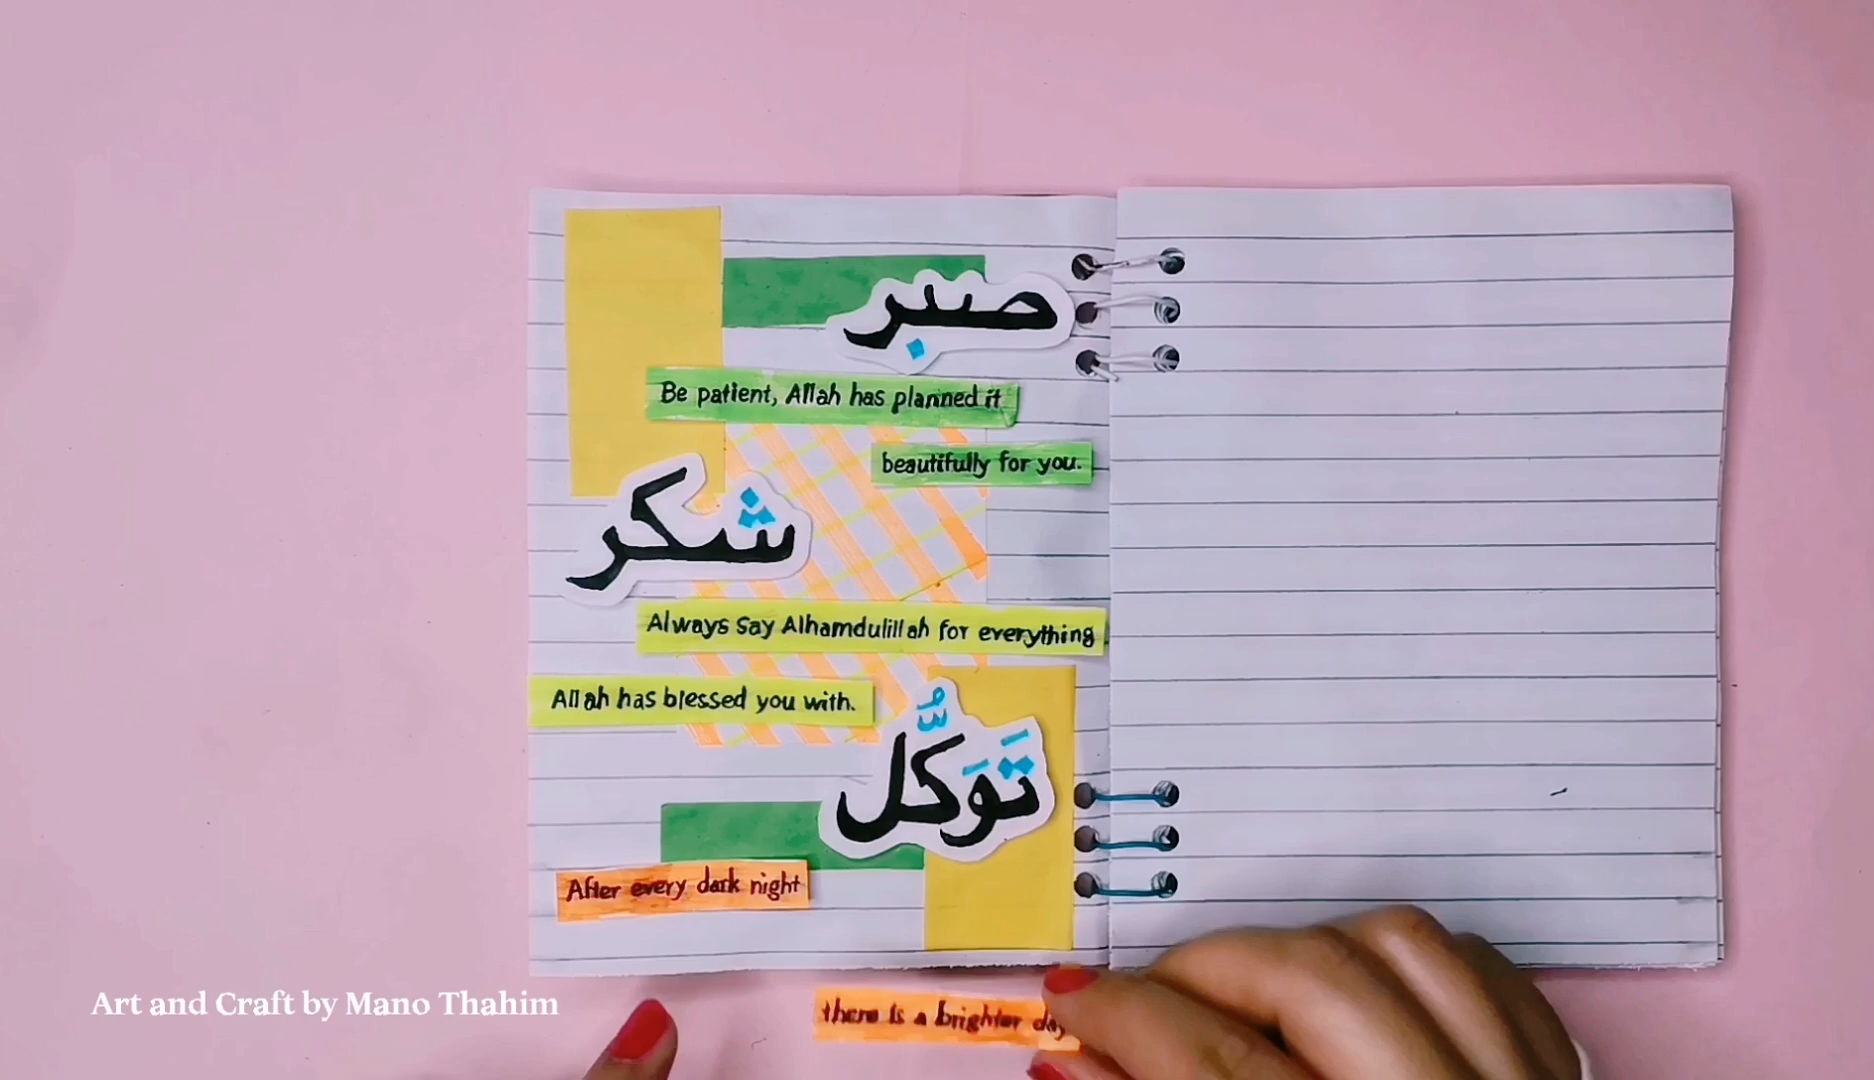 صبر
Be patient, Allah has planned it
beautifully for you.
شكر
Always say Alhamdulillah for everything
Allah has blessed you with.
تَوَكُّل
After every dark night
there is a brighter day
Art and Craft by Mano Thahim